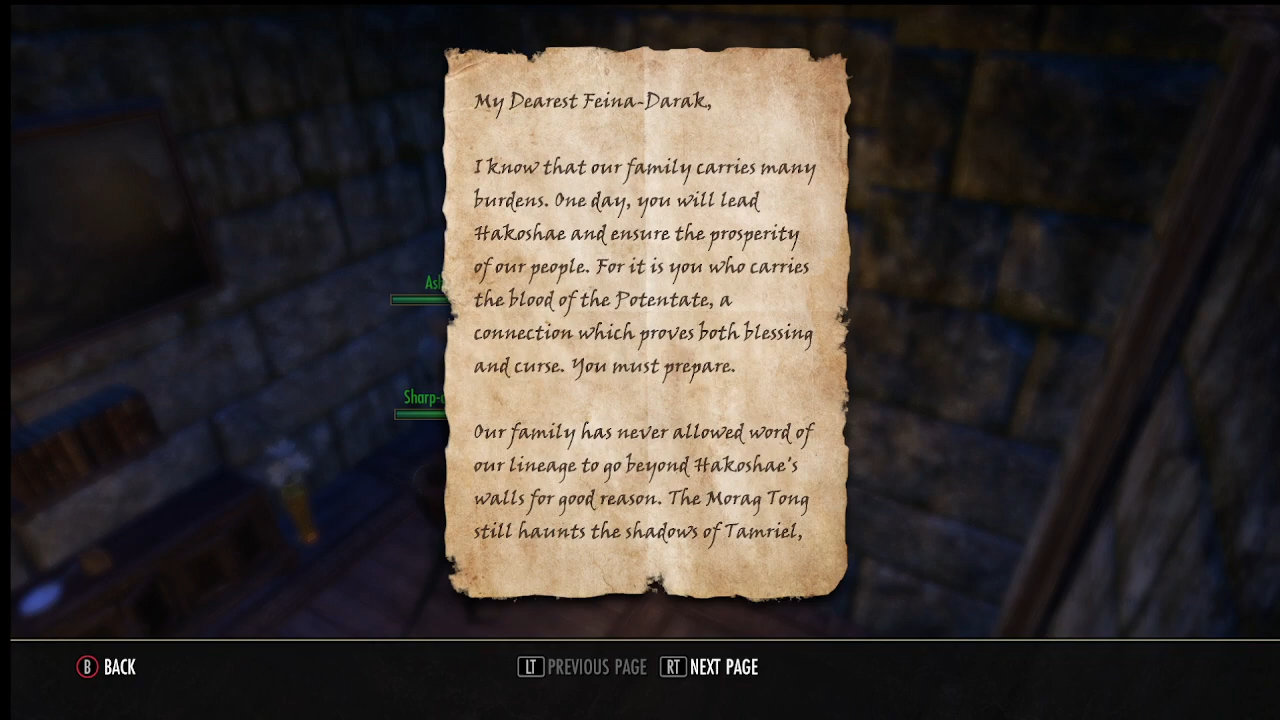 My Dearest Feina-Darak,
I know that our family carries many
burdens. One day, you will lead
Hakoshae and ensure the prosperity
of our people. For it is you who carries
the blood of the Potentate, a
connection which proves both blessing
and curse. You must prepare.
Our family has never allowed word of
our lineage to go beyond Hakoshae's
walls for good reason. The Morag Tong
still haunts the shadows of Tamriel,
Sharp-
B BACK
LT PREVIOUS PAGE RT NEXT PAGE